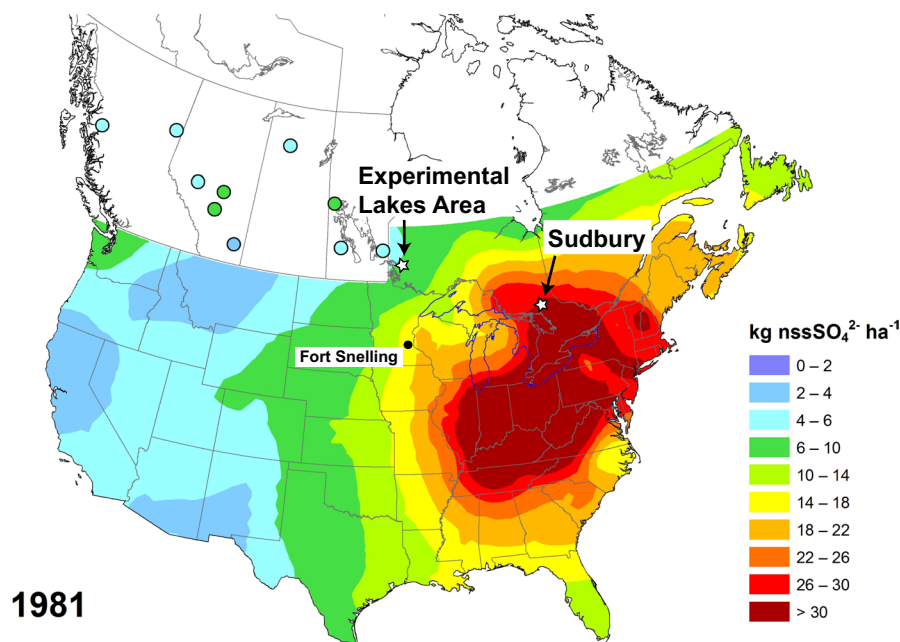 Experimental
Lakes Area
Sudbury
Fort Snelling
kg nssSO₄²⁻ ha⁻¹
0 – 2
2 – 4
4 – 6
6 – 10
10 – 14
14 – 18
18 – 22
22 – 26
26 – 30
> 30
1981